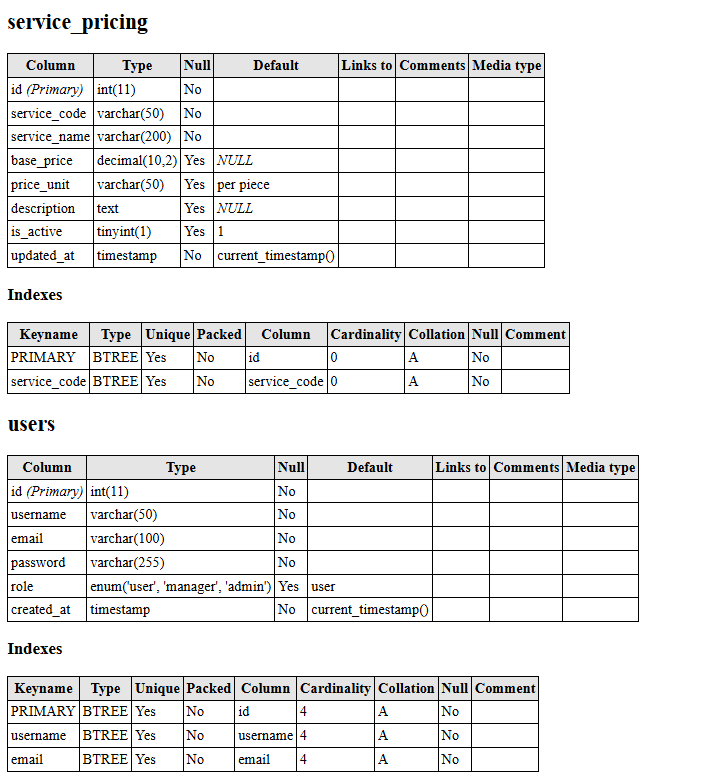 service_pricing
Column Type Null Default Links to Comments Media type
id (Primary) int(11) No
service_code varchar(50) No
service_name varchar(200) No
base_price decimal(10,2) Yes NULL
price_unit varchar(50) Yes per piece
description text Yes NULL
is_active tinyint(1) Yes 1
updated_at timestamp No current_timestamp()
Indexes
Keyname Type Unique Packed Column Cardinality Collation Null Comment
PRIMARY BTREE Yes No id 0 A No
service_code BTREE Yes No service_code 0 A No
users
Column Type Null Default Links to Comments Media type
id (Primary) int(11) No
username varchar(50) No
email varchar(100) No
password varchar(255) No
role enum('user', 'manager', 'admin') Yes user
created_at timestamp No current_timestamp()
Indexes
Keyname Type Unique Packed Column Cardinality Collation Null Comment
PRIMARY BTREE Yes No id 4 A No
username BTREE Yes No username 4 A No
email BTREE Yes No email 4 A No